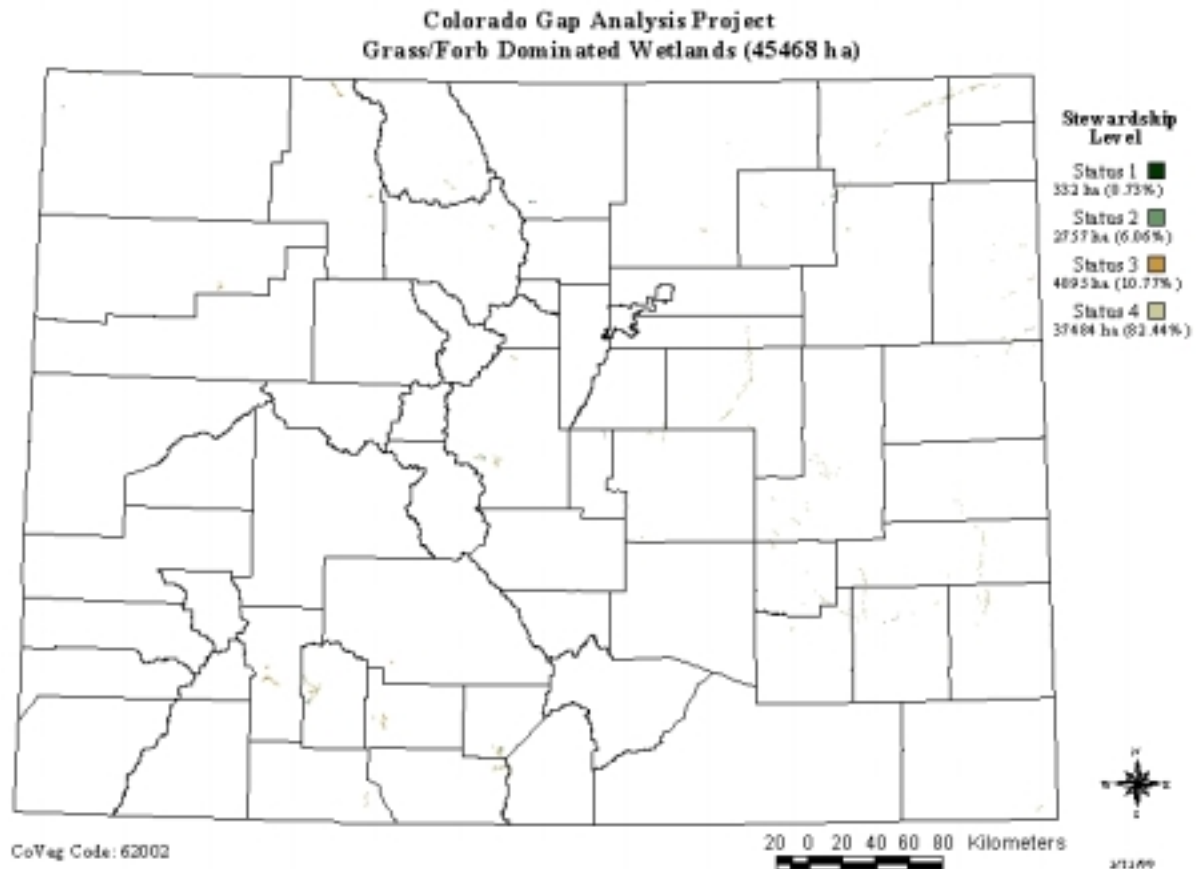 Colorado Gap Analysis Project
Grass/Forb Dominated Wetlands (45468 ha)
Stewardship
Level
Status 1
332 ha (0.73%)
Status 2
2757 ha (6.06%)
Status 3
4895 ha (10.77%)
Status 4
37484 ha (82.44%)
N
W E
S
CoVeg Code: 62002
20 0 20 40 60 80 Kilometers